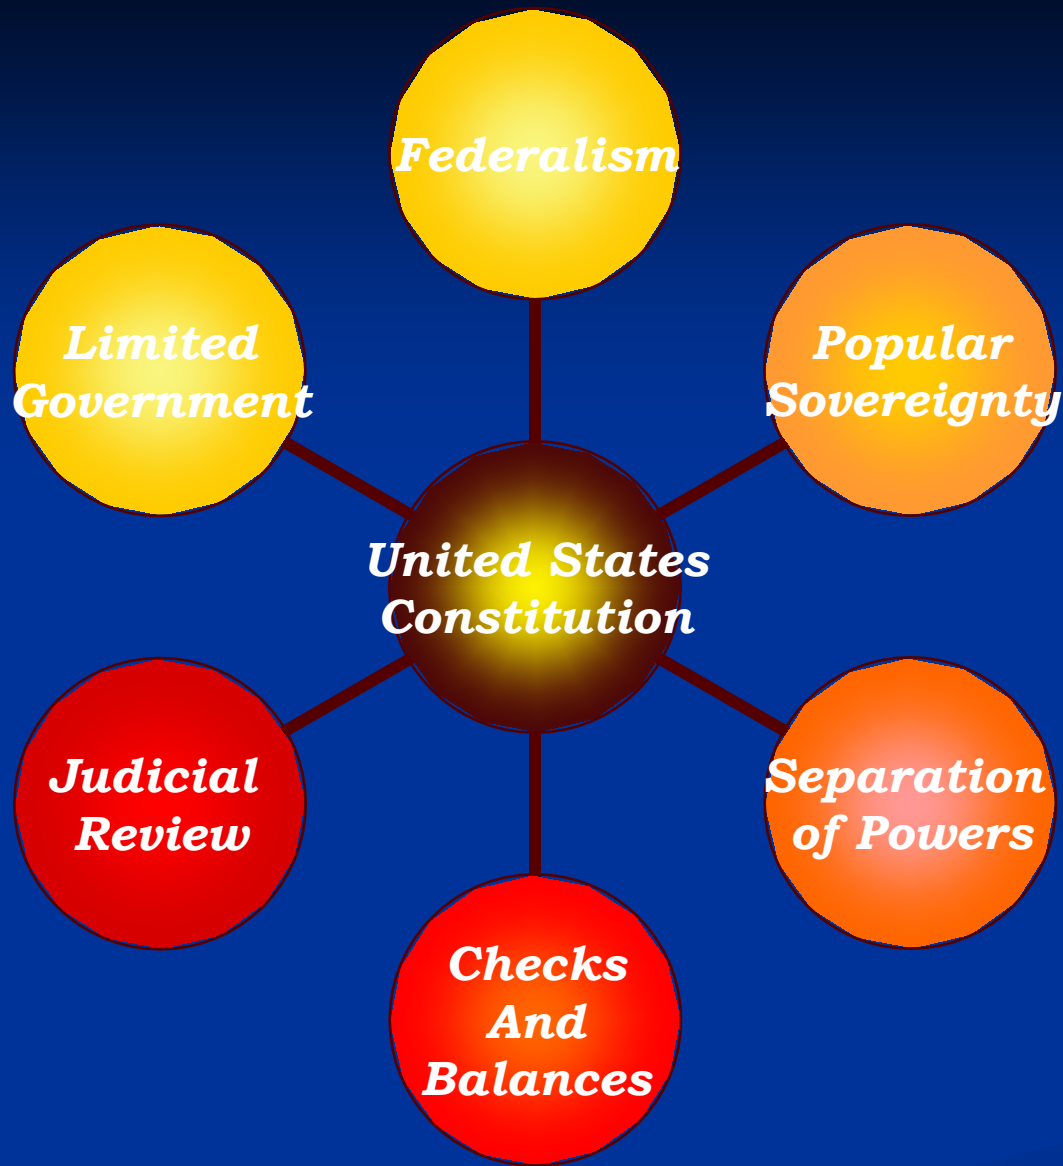 Federalism
Limited
Government
Popular
Sovereignty
United States
Constitution
Judicial
Review
Separation
of Powers
Checks
And
Balances